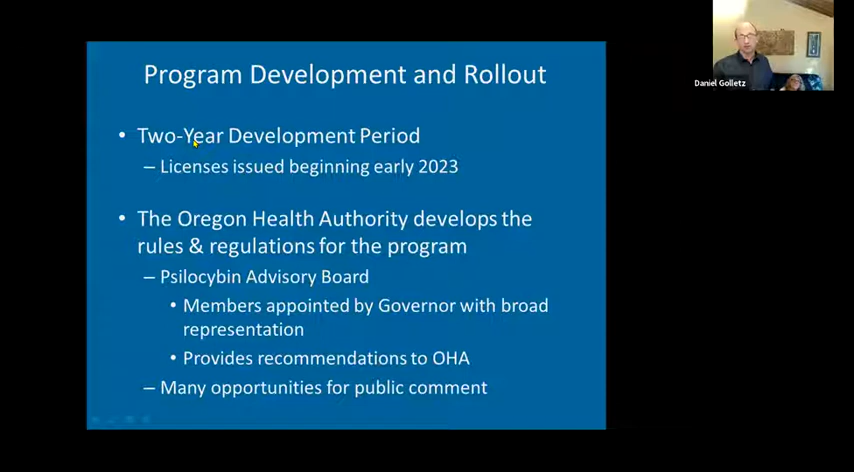 Program Development and Rollout
• Two-Year Development Period
– Licenses issued beginning early 2023
• The Oregon Health Authority develops the
rules & regulations for the program
– Psilocybin Advisory Board
• Members appointed by Governor with broad
representation
• Provides recommendations to OHA
– Many opportunities for public comment
Daniel Golletz